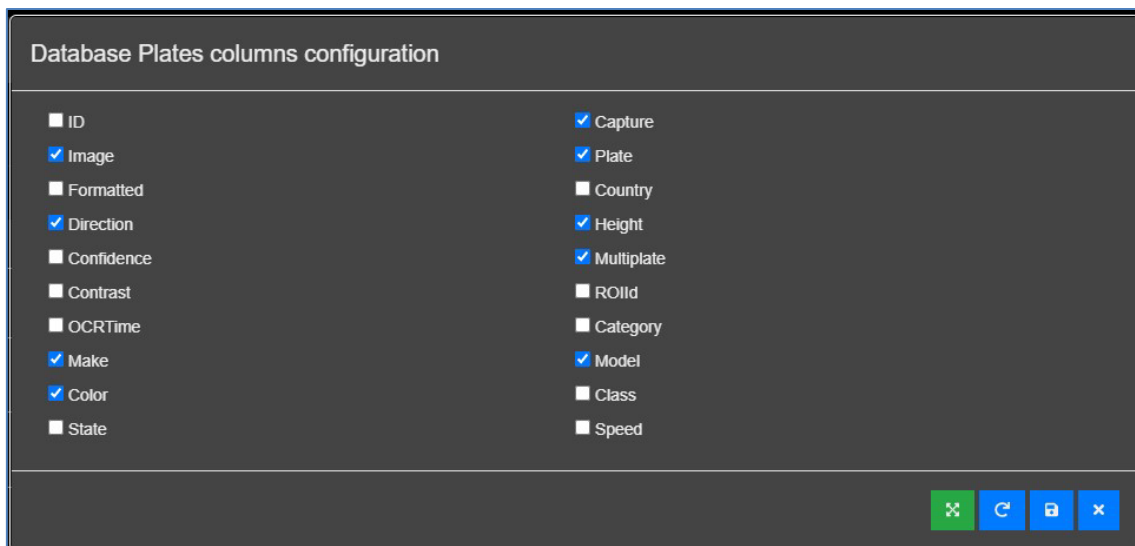 Database Plates columns configuration
ID
Capture
Image
Plate
Formatted
Country
Direction
Height
Confidence
Multiplate
Contrast
ROIId
OCRTime
Category
Make
Model
Color
Class
State
Speed